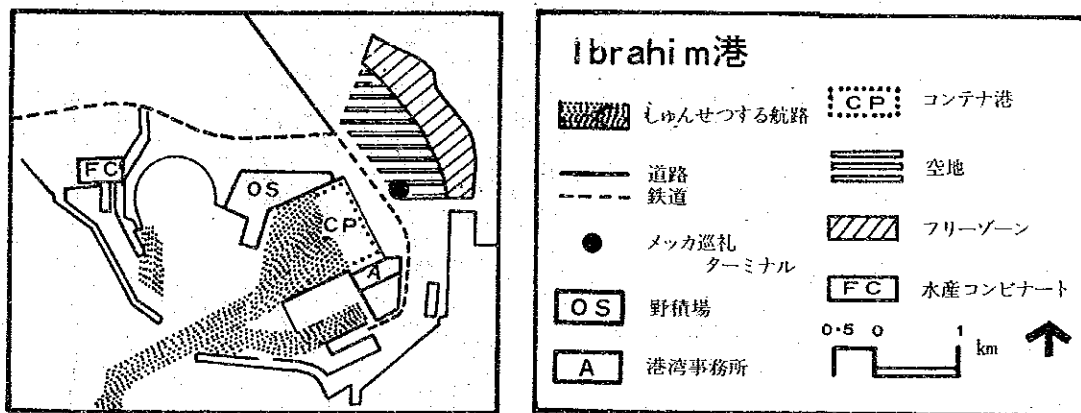 FC
OS
CP
A
Ibrahim港
しゅんせつする航路
道路
鉄道
メッカ巡礼
ターミナル
OS 野積場
A 港湾事務所
CP コンテナ港
空地
フリーゾーン
FC 水産コンビナート
0.5 0 1
km